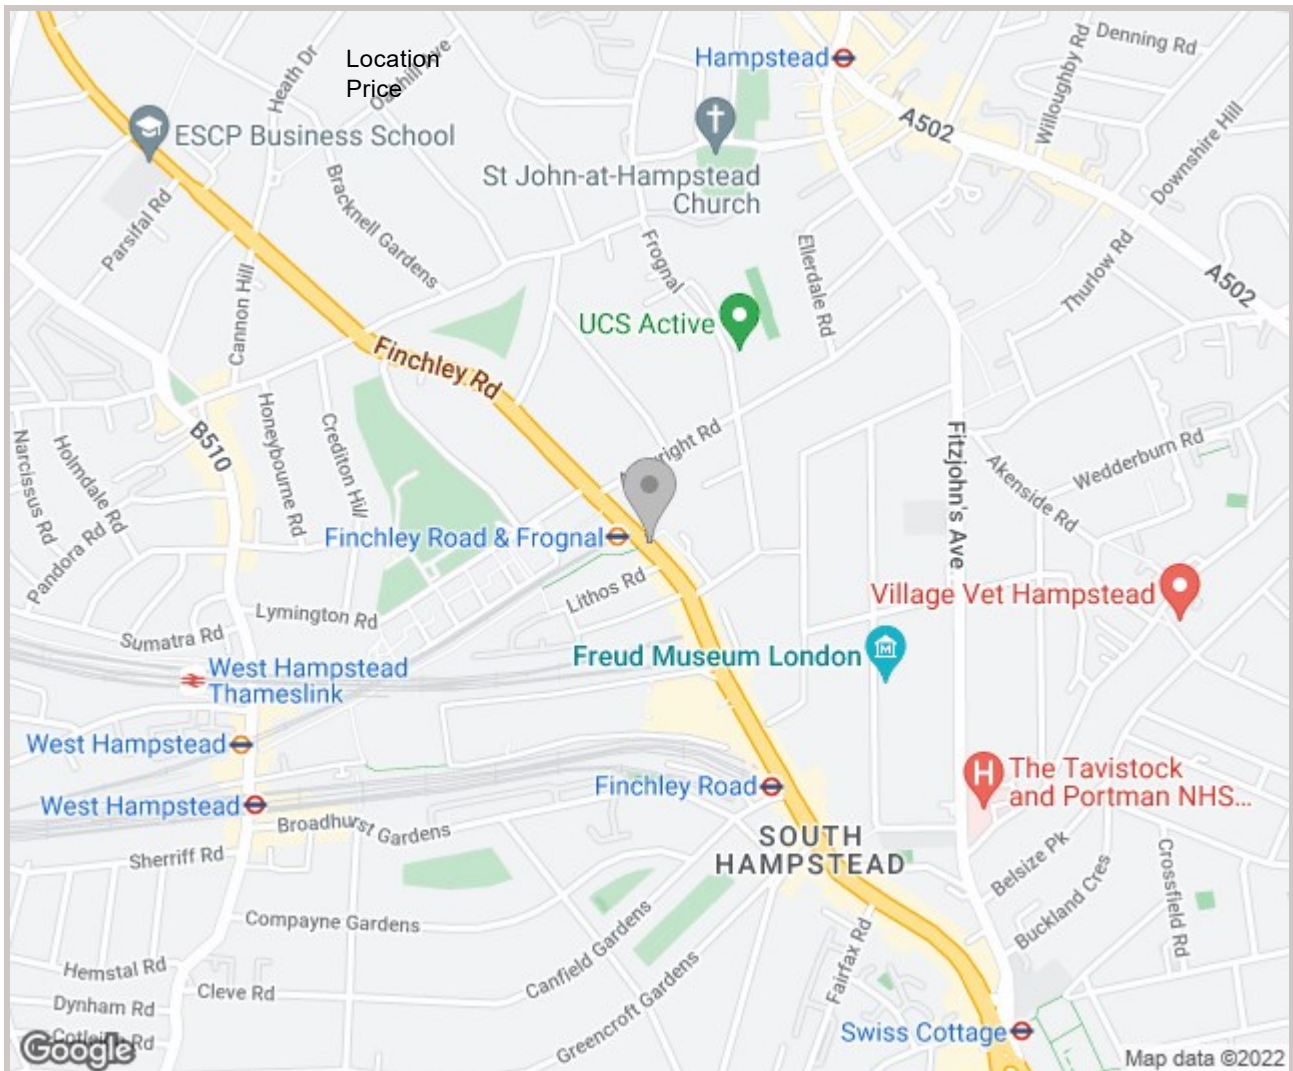 Location
Price
Hampstead
Denning Rd
Willoughby Rd
Heath Dr
ESCP Business School
A502
Downshire Hill
St John-at-Hampstead
Church
Bracknell Gardens
Parsifal Rd
Frognal
Ellerdale Rd
Thurlow Rd
A502
Cannon Hill
UCS Active
Finchley Rd
Honeybourne Rd
Crediton Hill
B510
Narcissus Rd
Holmdale Rd
Pandora Rd
Fitzjohn's Ave
Akenside Rd
Wedderburn Rd
Finchley Road & Frognal
Lithos Rd
Village Vet Hampstead
Lymington Rd
Sumatra Rd
Freud Museum London
West Hampstead
Thameslink
West Hampstead
Finchley Road
The Tavistock
and Portman NHS...
West Hampstead
Broadhurst Gardens
SOUTH
HAMPSTEAD
Sherriff Rd
Belsize Pk
Crossfield Rd
Buckland Cres
Compayne Gardens
Canfield Gardens
Fairfax Rd
Hemstal Rd
Cleve Rd
Dynham Rd
Greencroft Gardens
Swiss Cottage
Rd
Google
Map data ©2022